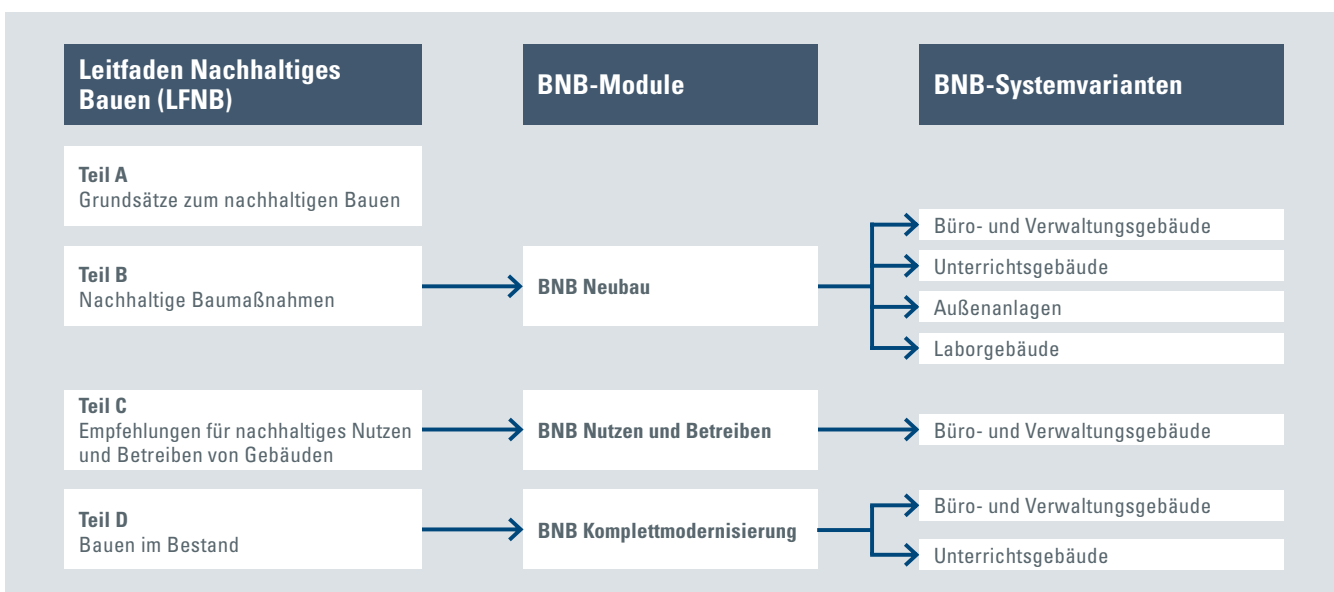 Leitfaden Nachhaltiges
Bauen (LFNB)
BNB-Module
BNB-Systemvarianten
Teil A
Grundsätze zum nachhaltigen Bauen
Teil B
Nachhaltige Baumaßnahmen
BNB Neubau
Büro- und Verwaltungsgebäude
Unterrichtsgebäude
Außenanlagen
Laborgebäude
Teil C
Empfehlungen für nachhaltiges Nutzen
und Betreiben von Gebäuden
BNB Nutzen und Betreiben
Büro- und Verwaltungsgebäude
Teil D
Bauen im Bestand
BNB Komplettmodernisierung
Büro- und Verwaltungsgebäude
Unterrichtsgebäude